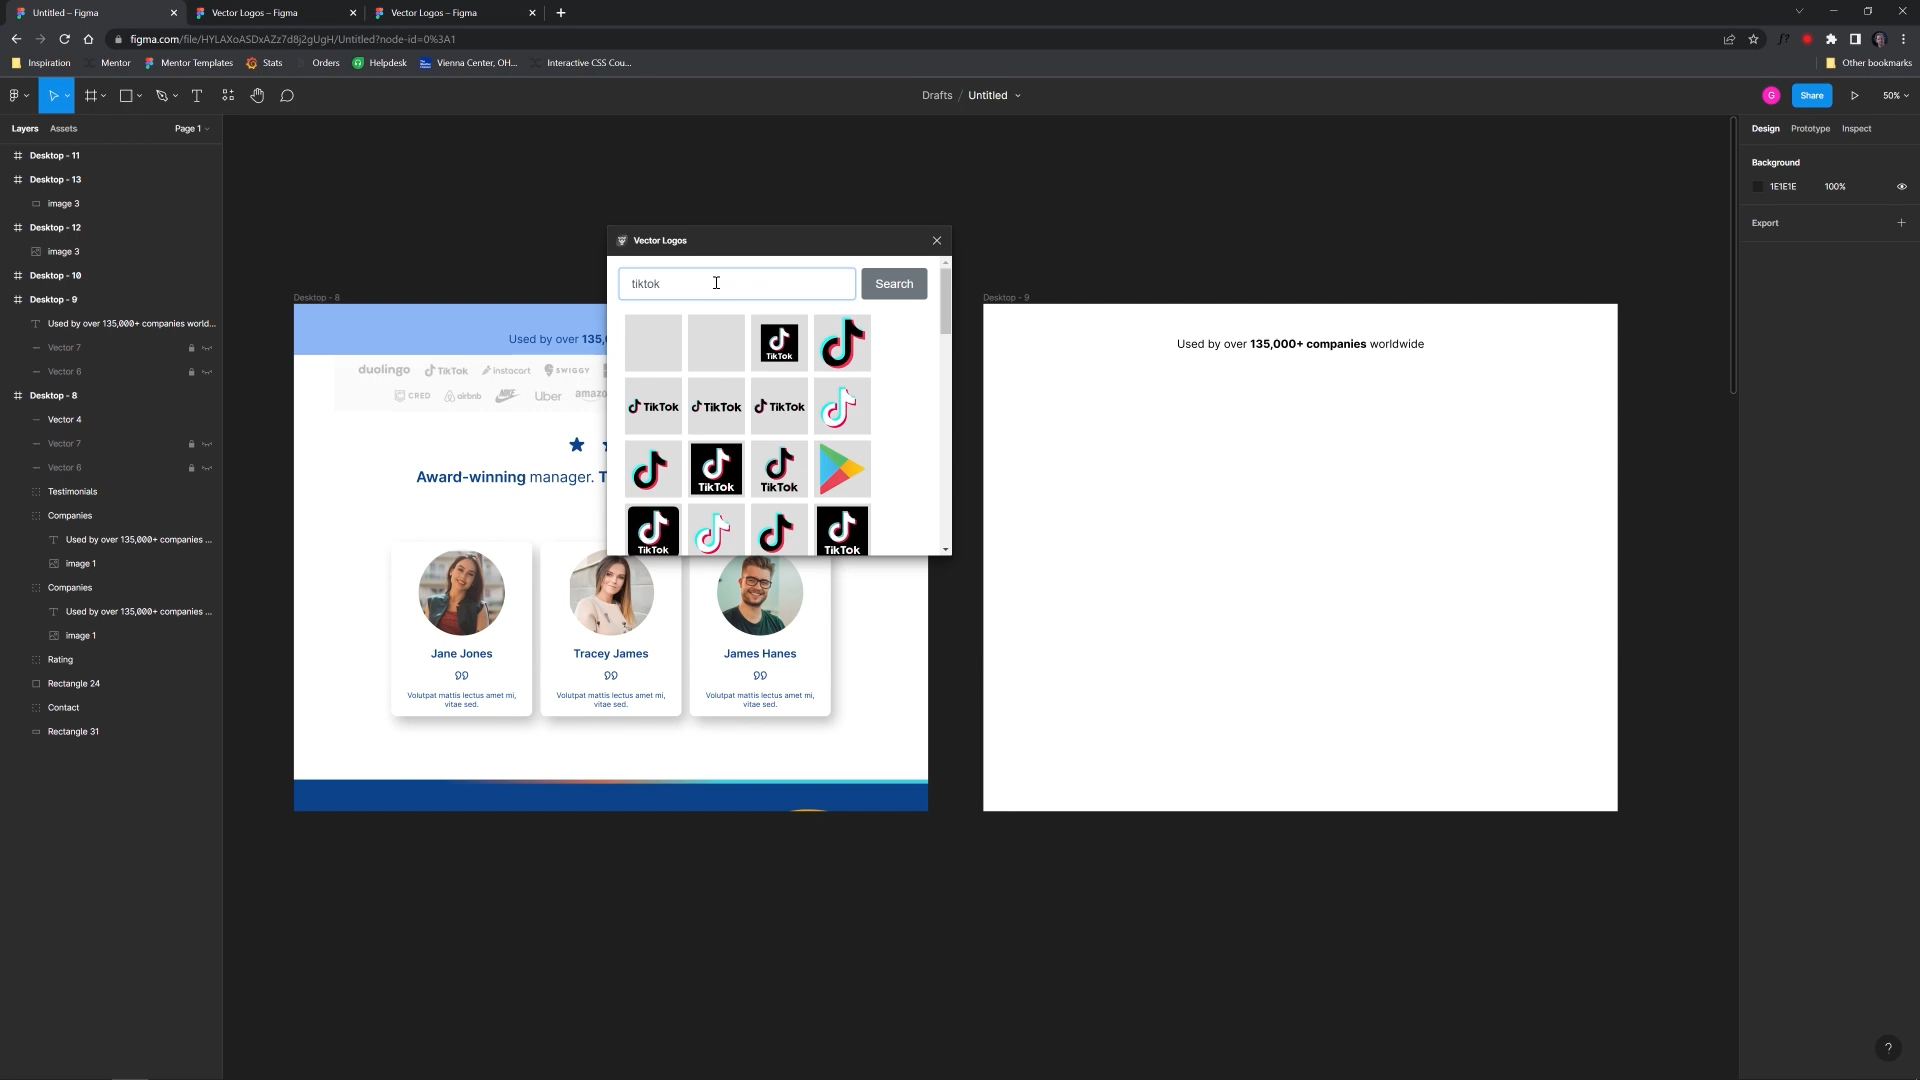 Untitled – Figma
Vector Logos – Figma
Vector Logos – Figma
figma.com/file/HYLAXoASDxAZz7d8j2gUgH/Untitled?node-id=0%3A1
Inspiration
Mentor
Mentor Templates
Stats
Orders
Helpdesk
Vienna Center, OH...
Interactive CSS Cou...
Other bookmarks
Drafts / Untitled
G
Share
50%
Layers
Assets
Page 1
Design
Prototype
Inspect
Desktop - 11
Desktop - 13
image 3
Desktop - 12
image 3
Desktop - 10
Desktop - 9
Used by over 135,000+ companies world...
Vector 7
Vector 6
Desktop - 8
Vector 4
Vector 7
Vector 6
Testimonials
Companies
Used by over 135,000+ companies ...
image 1
Companies
Used by over 135,000+ companies ...
image 1
Rating
Rectangle 24
Contact
Rectangle 31
Background
1E1E1E
100%
Export
Vector Logos
tiktok
Search
TikTok
TikTok
TikTok
TikTok
TikTok
TikTok
TikTok
TikTok
Desktop - 8
Used by over 135,
duolingo
TikTok
instacart
SWIGGY
CRED
airbnb
Uber
amazo
Award-winning manager. T
Jane Jones
Volutpat mattis lectus amet mi,
vitae sed.
Tracey James
Volutpat mattis lectus amet mi,
vitae sed.
James Hanes
Volutpat mattis lectus amet mi,
vitae sed.
Desktop - 9
Used by over 135,000+ companies worldwide
?